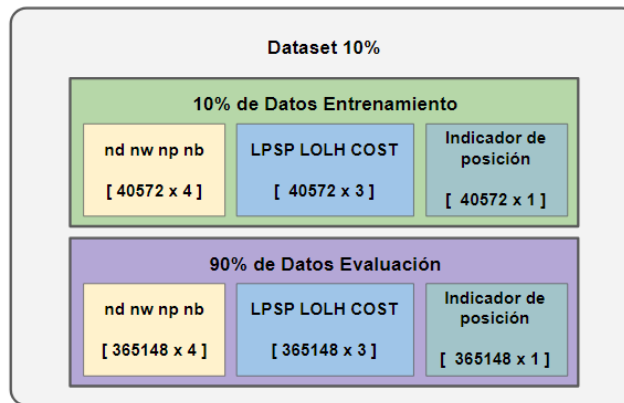 Dataset 10%
10% de Datos Entrenamiento
nd nw np nb
[ 40572 x 4 ]
LPSP LOLH COST
[ 40572 x 3 ]
Indicador de
posición
[ 40572 x 1 ]
90% de Datos Evaluación
nd nw np nb
[ 365148 x 4 ]
LPSP LOLH COST
[ 365148 x 3 ]
Indicador de
posición
[ 365148 x 1 ]